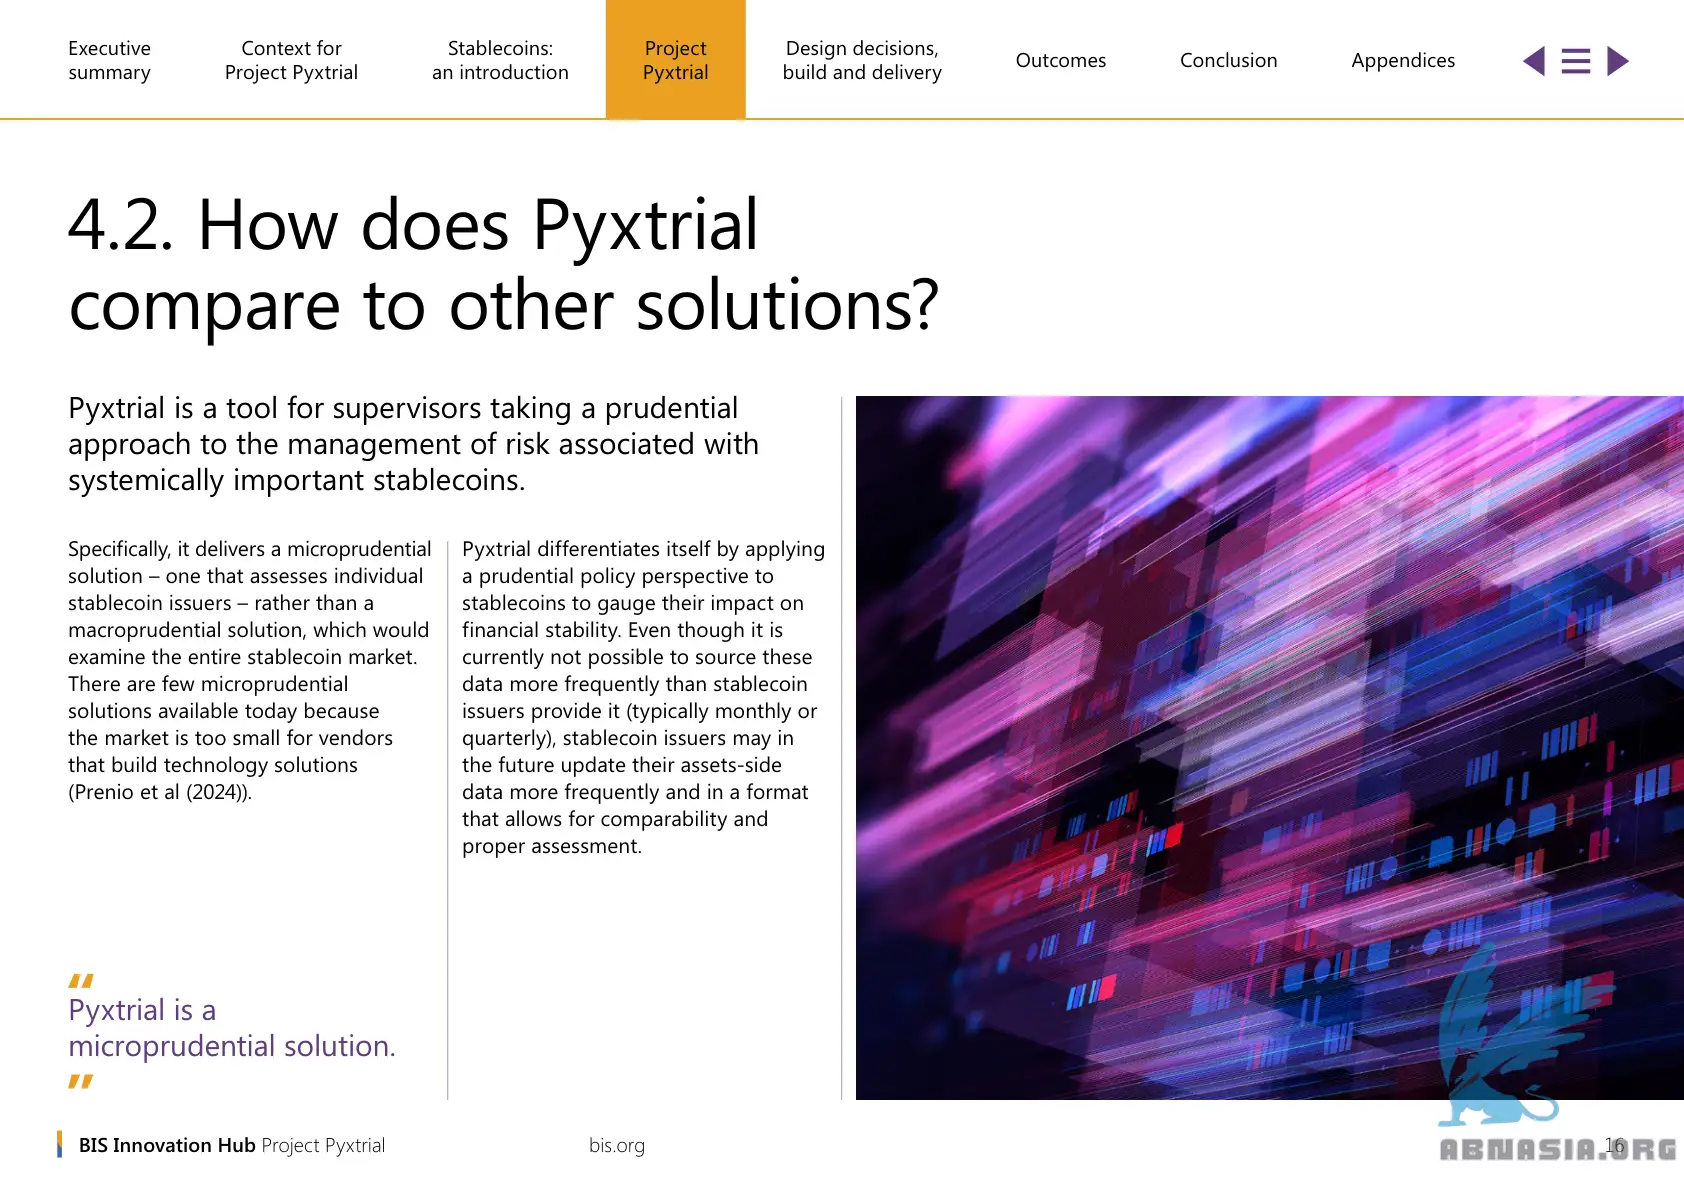 Executive
summary
Context for
Project Pyxtrial
Stablecoins:
an introduction
Project
Pyxtrial
Design decisions,
build and delivery
Outcomes
Conclusion
Appendices
4.2. How does Pyxtrial
compare to other solutions?
Pyxtrial is a tool for supervisors taking a prudential
approach to the management of risk associated with
systemically important stablecoins.
Specifically, it delivers a microprudential
solution – one that assesses individual
stablecoin issuers – rather than a
macroprudential solution, which would
examine the entire stablecoin market.
There are few microprudential
solutions available today because
the market is too small for vendors
that build technology solutions
(Prenio et al (2024)).
“
Pyxtrial is a
microprudential solution.
”
Pyxtrial differentiates itself by applying
a prudential policy perspective to
stablecoins to gauge their impact on
financial stability. Even though it is
currently not possible to source these
data more frequently than stablecoin
issuers provide it (typically monthly or
quarterly), stablecoin issuers may in
the future update their assets-side
data more frequently and in a format
that allows for comparability and
proper assessment.
BIS Innovation Hub Project Pyxtrial
bis.org
16
ABNASIA.ORG